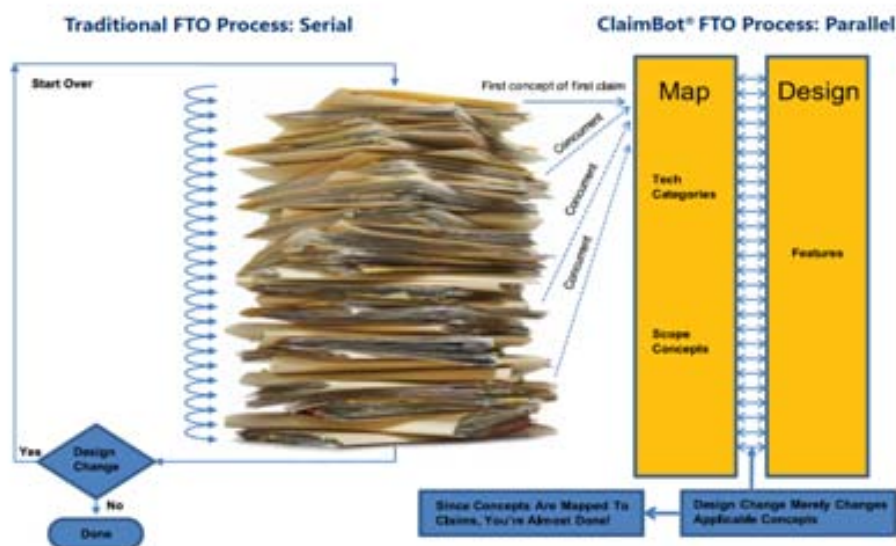 Traditional FTO Process: Serial
ClaimBot® FTO Process: Parallel
Start Over
First concept of first claim
Concurrent
Concurrent
Concurrent
Map
Design
Tech
Categories
Features
Scope
Concepts
Yes
Design
Change
No
Done
Since Concepts Are Mapped To
Claims, You're Almost Done!
Design Change Merely Changes
Applicable Concepts